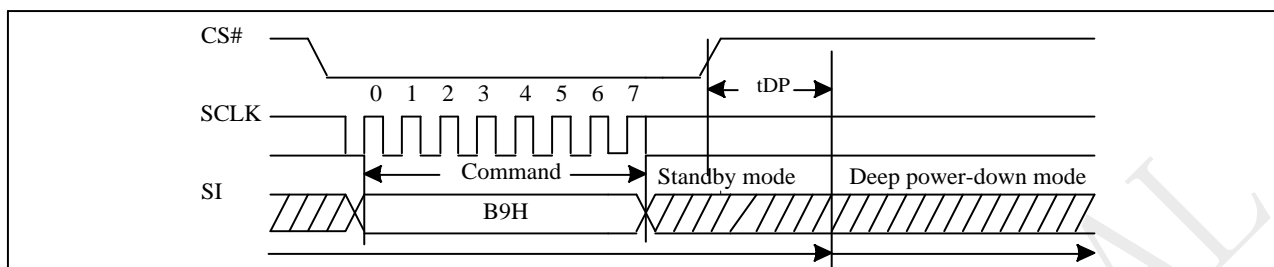 CS#
tDP
0 1 2 3 4 5 6 7
SCLK
Command
Standby mode
Deep power-down mode
SI
B9H
AL